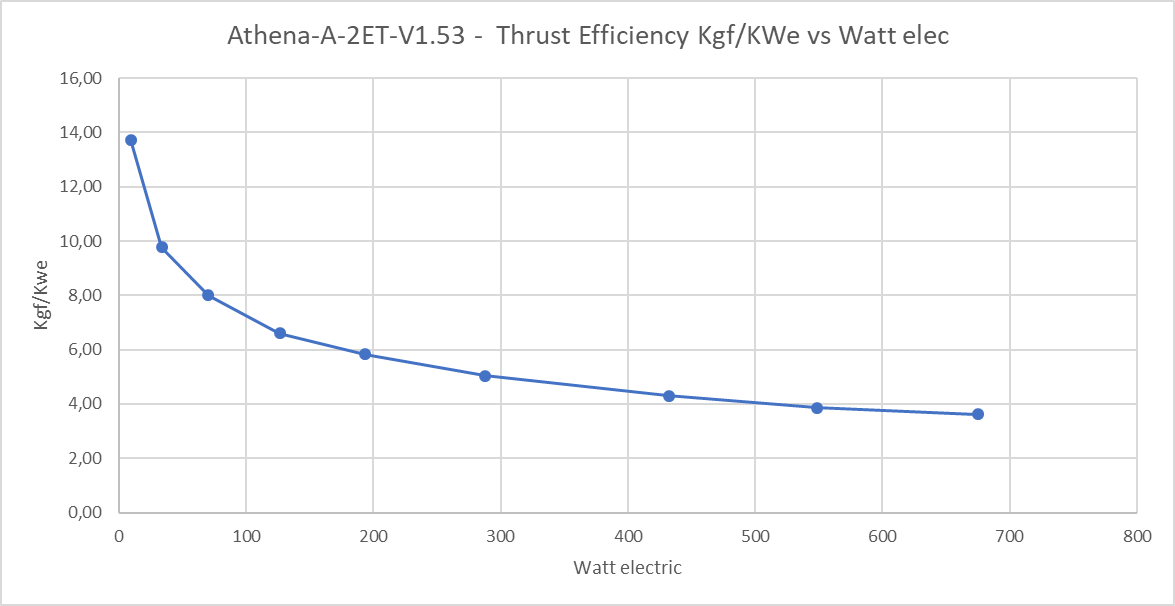 Athena-A-2ET-V1.53 -  Thrust Efficiency Kgf/KWe vs Watt elec
16,00
14,00
12,00
10,00
8,00
6,00
4,00
2,00
0,00
Kgf/Kwe
0 100 200 300 400 500 600 700 800
Watt electric